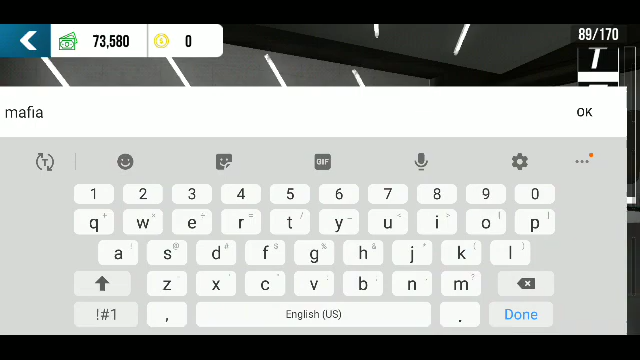 73,580 0 89/170
T
mafia OK
GIF
1 2 3 4 5 6 7 8 9 0
q w e r t y u i o p
a s d f g h j k l
z x c v b n m
!#1 , English (US) . Done